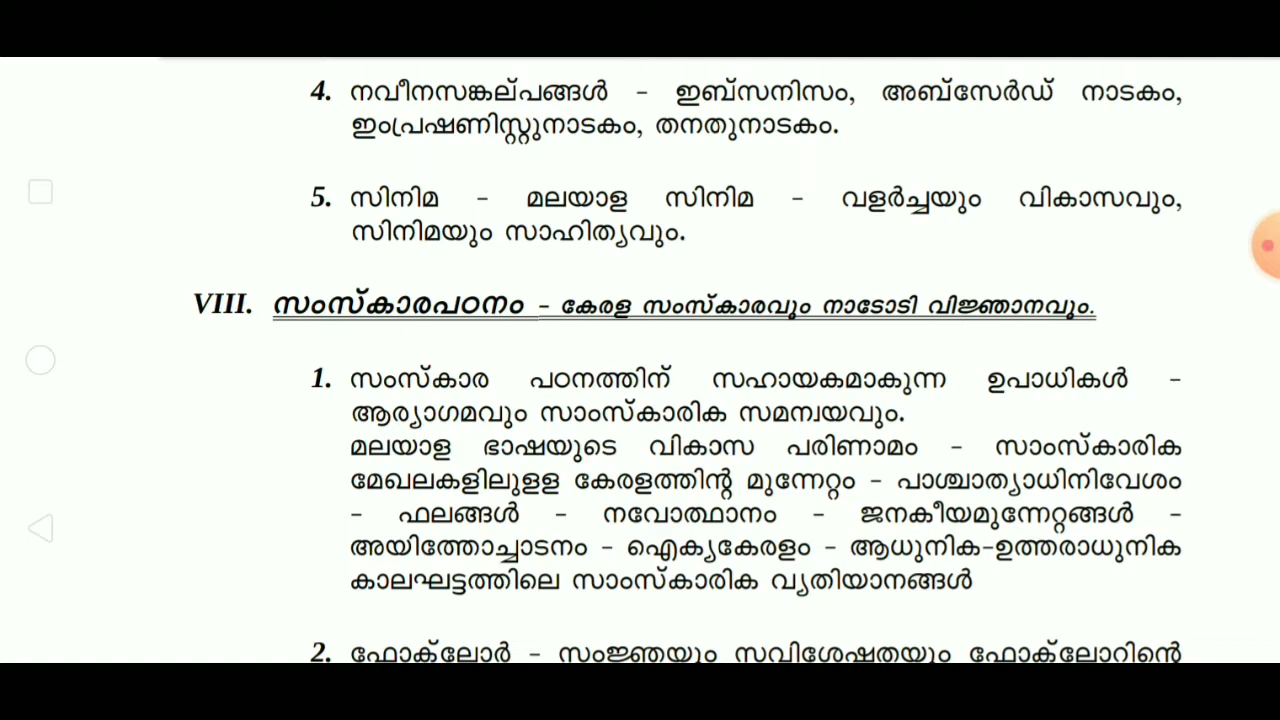 4. നവീനസങ്കല്പങ്ങൾ - ഇബ്സനിസം, അബ്സേർഡ് നാടകം,
ഇംപ്രഷണിസ്റ്റുനാടകം, തനതുനാടകം.
5. സിനിമ - മലയാള സിനിമ - വളർച്ചയും വികാസവും,
സിനിമയും സാഹിത്യവും.
VIII. സംസ്കാരപഠനം - കേരള സംസ്കാരവും നാടോടി വിജ്ഞാനവും.
1. സംസ്കാര പഠനത്തിന് സഹായകമാകുന്ന ഉപാധികൾ -
ആര്യാഗമവും സാംസ്കാരിക സമന്വയവും.
മലയാള ഭാഷയുടെ വികാസ പരിണാമം - സാംസ്കാരിക
മേഖലകളിലുളള കേരളത്തിന്റ മുന്നേറ്റം - പാശ്ചാത്യാധിനിവേശം
- ഫലങ്ങൾ - നവോത്ഥാനം - ജനകീയമുന്നേറ്റങ്ങൾ -
അയിത്തോച്ചാടനം - ഐക്യകേരളം - ആധുനിക-ഉത്തരാധുനിക
കാലഘട്ടത്തിലെ സാംസ്കാരിക വ്യതിയാനങ്ങൾ
2. ഫോക്‌ലോർ - സംജ്ഞയും സവിശേഷതയും ഫോക്‌ലോറിന്റെ